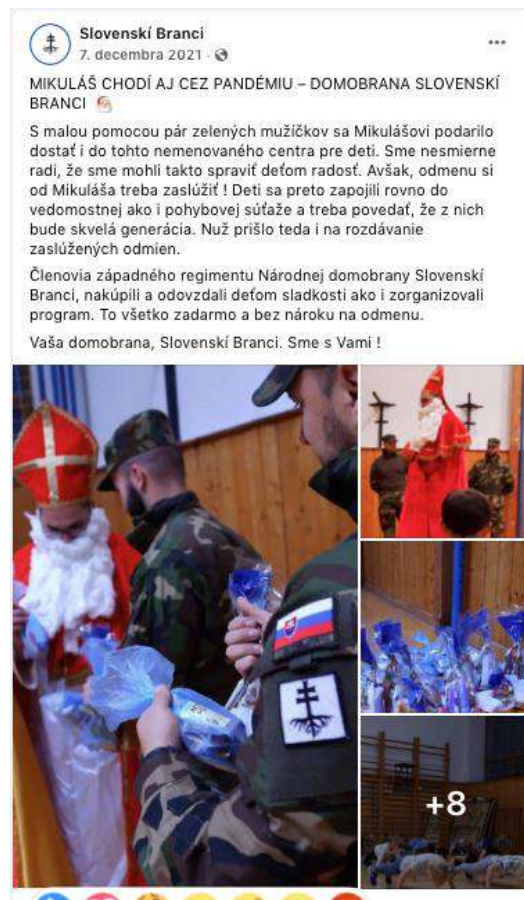 Slovenskí Branci
7. decembra 2021 ·
MIKULÁŠ CHODÍ AJ CEZ PANDÉMIU – DOMOBRANA SLOVENSKÍ
BRANCI
S malou pomocou pár zelených mužíčkov sa Mikulášovi podarilo
dostať i do tohto nemenovaného centra pre deti. Sme nesmierne
radi, že sme mohli takto spraviť deťom radosť. Avšak, odmenu si
od Mikuláša treba zaslúžiť ! Deti sa preto zapojili rovno do
vedomostnej ako i pohybovej súťaže a treba povedať, že z nich
bude skvelá generácia. Nuž prišlo teda i na rozdávanie
zaslúžených odmien.
Členovia západného regimentu Národnej domobrany Slovenskí
Branci, nakúpili a odovzdali deťom sladkosti ako i zorganizovali
program. To všetko zadarmo a bez nároku na odmenu.
Vaša domobrana, Slovenskí Branci. Sme s Vami !
+8